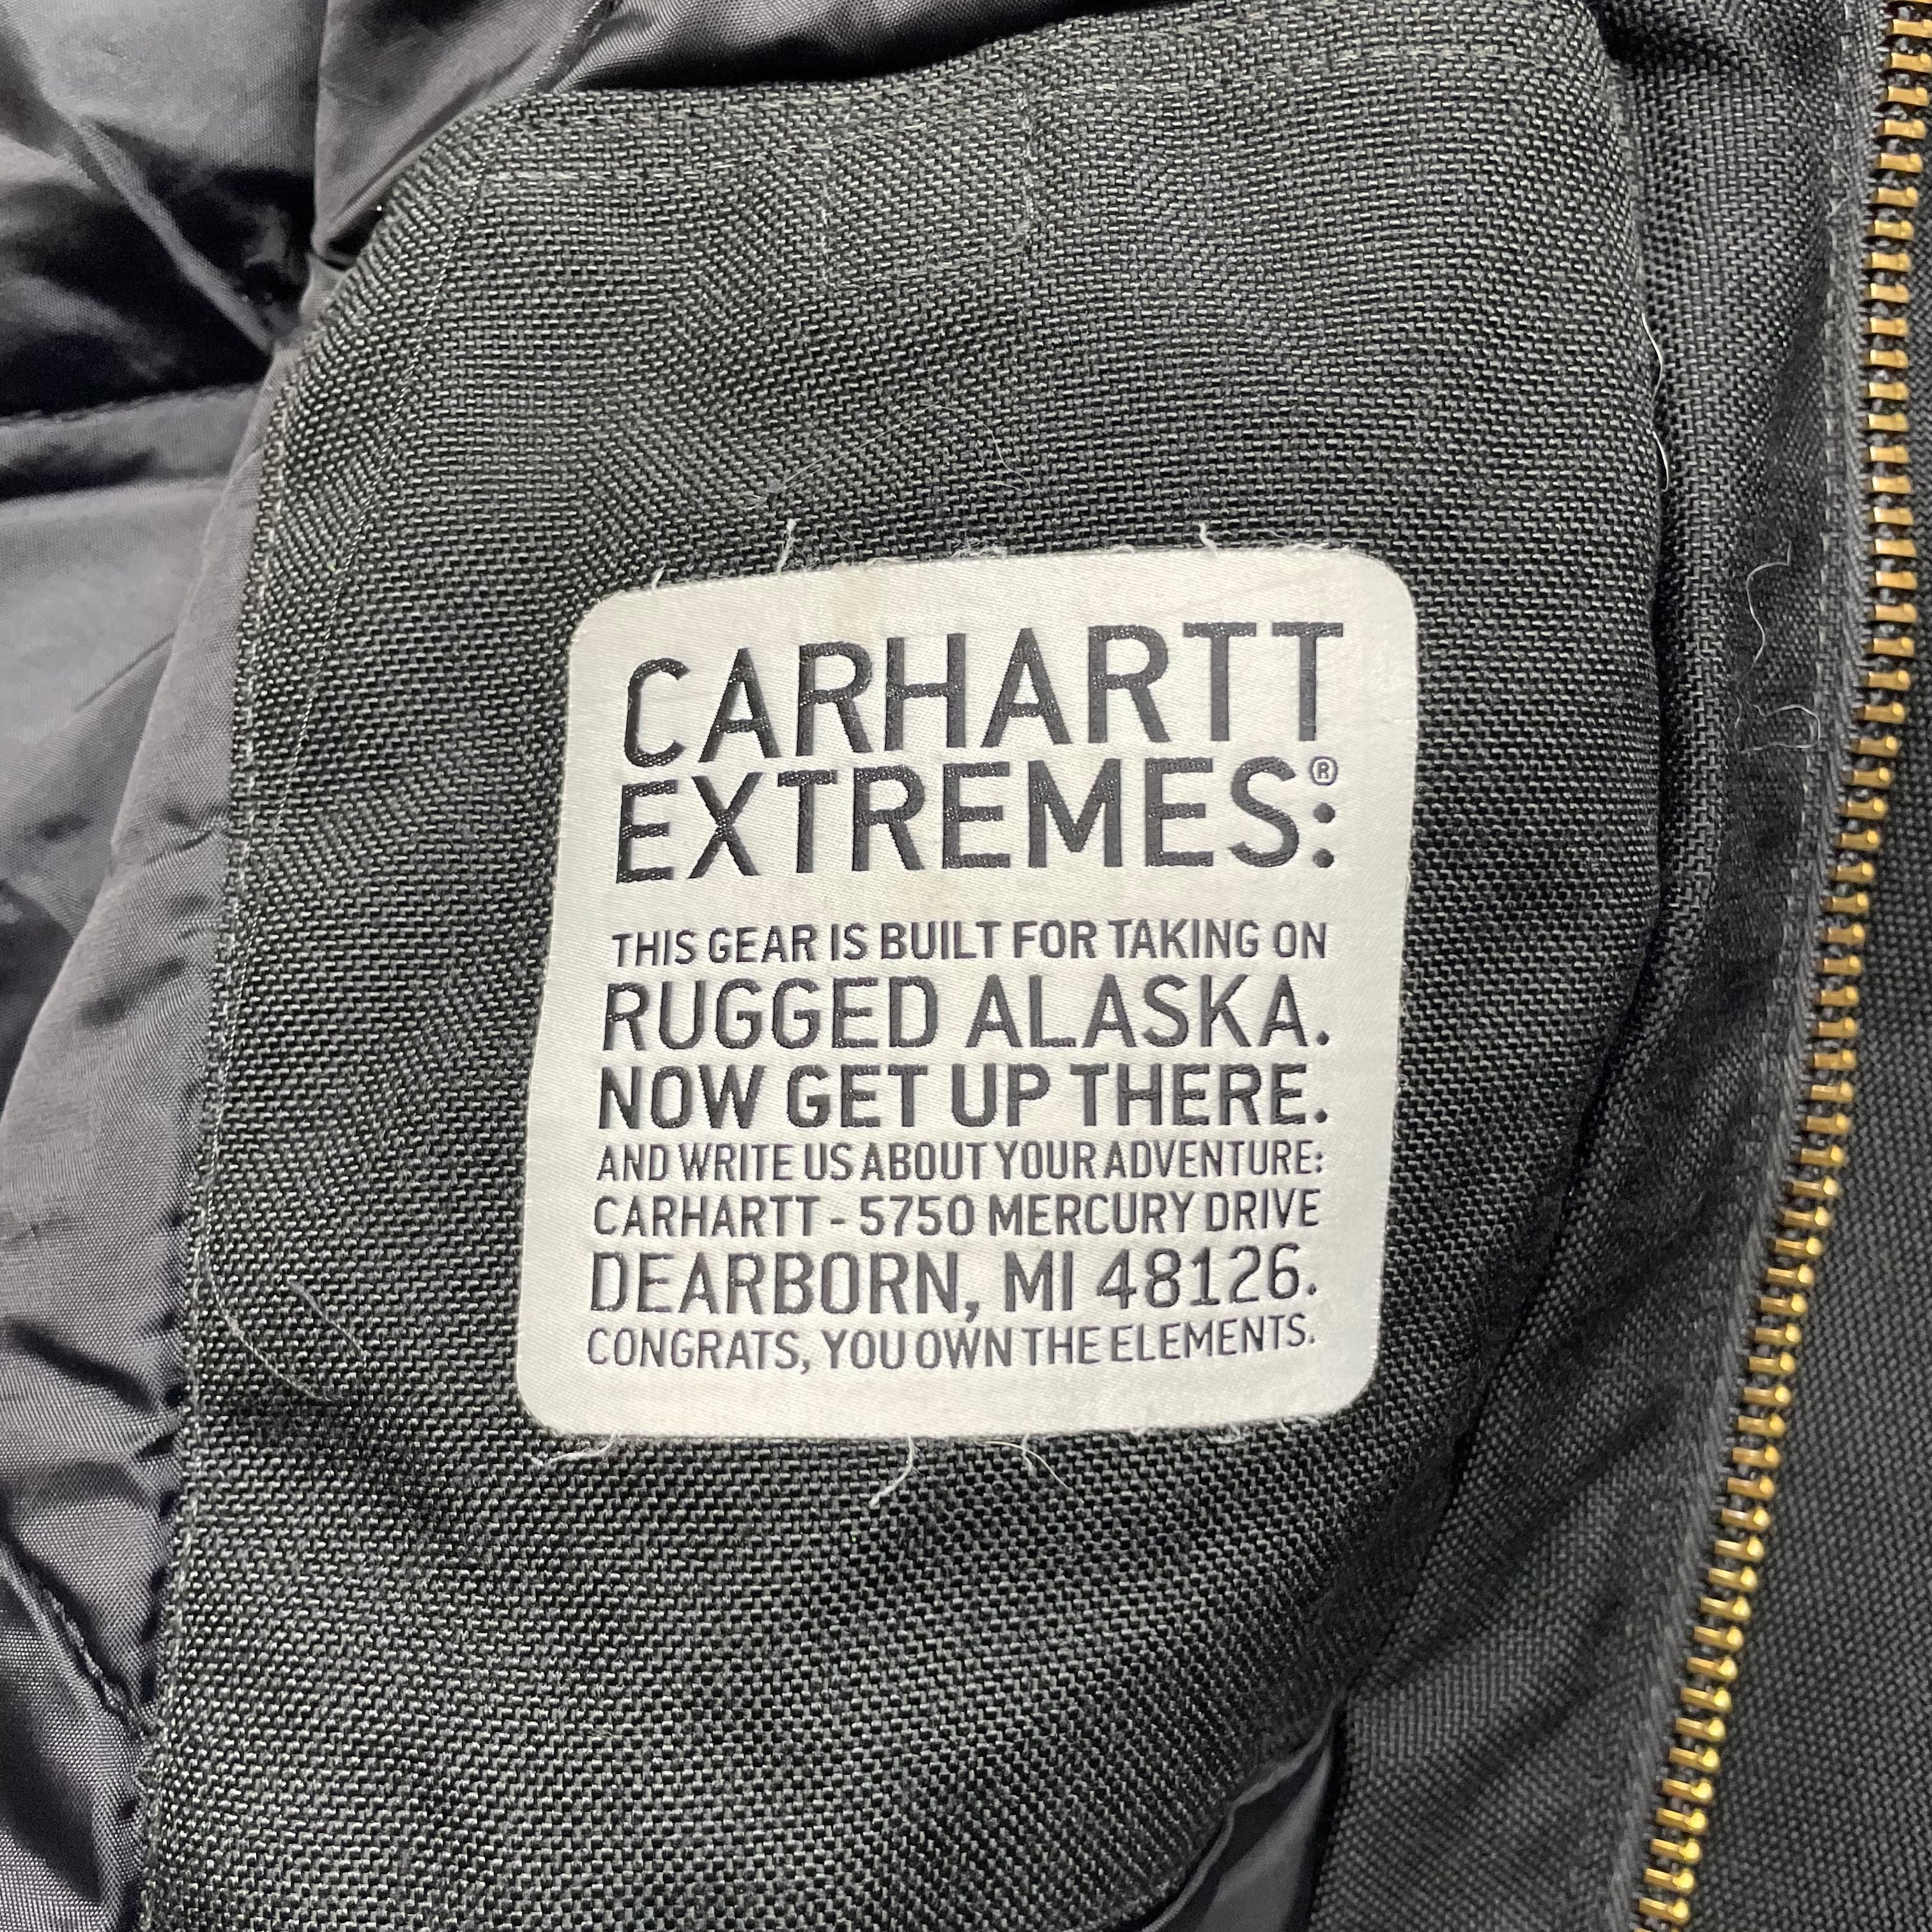 CARHARTT
EXTREMES®:
THIS GEAR IS BUILT FOR TAKING ON
RUGGED ALASKA.
NOW GET UP THERE.
AND WRITE US ABOUT YOUR ADVENTURE:
CARHARTT - 5750 MERCURY DRIVE
DEARBORN, MI 48126.
CONGRATS, YOU OWN THE ELEMENTS.